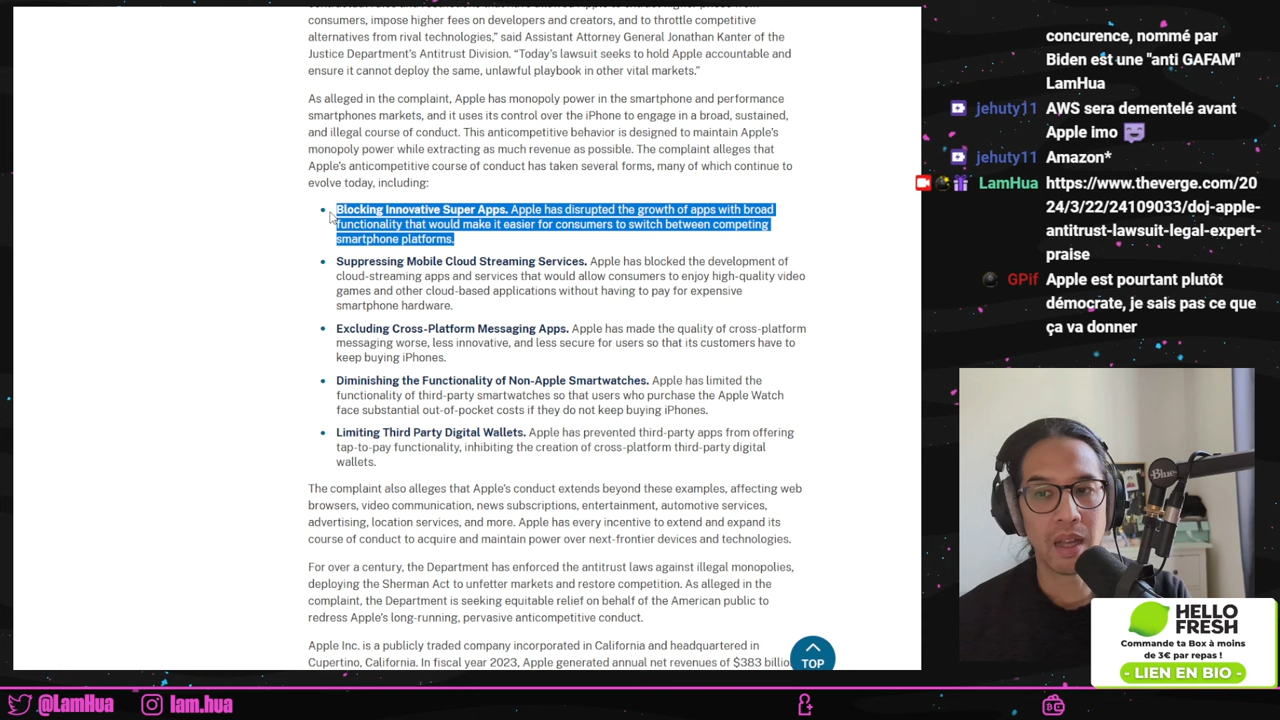 consumers, impose higher fees on developers and creators, and to throttle competitive
alternatives from rival technologies,” said Assistant Attorney General Jonathan Kanter of the
Justice Department’s Antitrust Division. “Today’s lawsuit seeks to hold Apple accountable and
ensure it cannot deploy the same, unlawful playbook in other vital markets.”
As alleged in the complaint, Apple has monopoly power in the smartphone and performance
smartphones markets, and it uses its control over the iPhone to engage in a broad, sustained,
and illegal course of conduct. This anticompetitive behavior is designed to maintain Apple’s
monopoly power while extracting as much revenue as possible. The complaint alleges that
Apple’s anticompetitive course of conduct has taken several forms, many of which continue to
evolve today, including:
• Blocking Innovative Super Apps. Apple has disrupted the growth of apps with broad
functionality that would make it easier for consumers to switch between competing
smartphone platforms.
• Suppressing Mobile Cloud Streaming Services. Apple has blocked the development of
cloud-streaming apps and services that would allow consumers to enjoy high-quality video
games and other cloud-based applications without having to pay for expensive
smartphone hardware.
• Excluding Cross-Platform Messaging Apps. Apple has made the quality of cross-platform
messaging worse, less innovative, and less secure for users so that its customers have to
keep buying iPhones.
• Diminishing the Functionality of Non-Apple Smartwatches. Apple has limited the
functionality of third-party smartwatches so that users who purchase the Apple Watch
face substantial out-of-pocket costs if they do not keep buying iPhones.
• Limiting Third Party Digital Wallets. Apple has prevented third-party apps from offering
tap-to-pay functionality, inhibiting the creation of cross-platform third-party digital
wallets.
The complaint also alleges that Apple’s conduct extends beyond these examples, affecting web
browsers, video communication, news subscriptions, entertainment, automotive services,
advertising, location services, and more. Apple has every incentive to extend and expand its
course of conduct to acquire and maintain power over next-frontier devices and technologies.
For over a century, the Department has enforced the antitrust laws against illegal monopolies,
deploying the Sherman Act to unfetter markets and restore competition. As alleged in the
complaint, the Department is seeking equitable relief on behalf of the American public to
redress Apple’s long-running, pervasive anticompetitive conduct.
Apple Inc. is a publicly traded company incorporated in California and headquartered in
Cupertino, California. In fiscal year 2023, Apple generated annual net revenues of $383
TOP
concurence, nommé par
Biden est une "anti GAFAM"
LamHua
jehuty11 AWS sera dementelé avant
Apple imo
jehuty11 Amazon*
LamHua https://www.theverge.com/20
24/3/22/24109033/doj-apple-
antitrust-lawsuit-legal-expert-
praise
GPif Apple est pourtant plutôt
démocrate, je sais pas ce que
ça va donner
Blue
HELLO
FRESH
Commande ta Box à moins
de 3€ par repas !
- LIEN EN BIO -
@LamHua
lam.hua